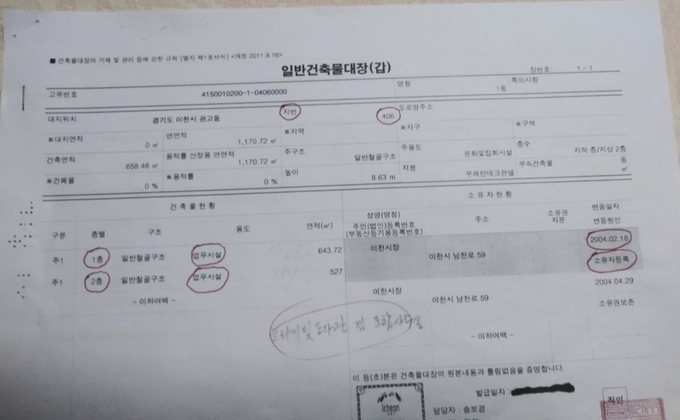 ■ 건축물대장의 기재 및 관리 등에 관한 규칙 [별지 제1호서식] <개정 2011.9.16>
일반건축물대장(갑)
장번호: 1 - 1
고유번호 4150010200-1-04060000 명칭 특이사항
1동
대지위치 경기도 이천시 관고동 지번 406 도로명주소
※대지면적 0 ㎡ 연면적 1,170.72 ㎡ ※지역 ※지구 ※구역
건축면적 658.48 ㎡ 용적률 산정용 연면적 1,170.72 ㎡ 주구조 일반철골구조 주용도 문화및집회시설 층수 지하 층/지상 2층
※건폐율 0 % ※용적률 0 % 높이 8.63 m 지붕 부속건축물 동 ㎡
건 축 물 현 황 소 유 자 현 황
구분 층별 구조 용도 면적(㎡) 성명(명칭) 주민(법인)등록번호 (부동산등기용등록번호) 주소 소유권 지분 변동일자 변동원인
주1 1층 일반철골구조 업무시설 643.72 이천시장 이천시 남천로 59 2004.02.18
소유자등록
주1 2층 일반철골구조 업무시설 527
이천시장 이천시 남천로 59 2004.04.29
소유권보존
- 이하여백 -
- 이하여백 -
이 등(초)본은 건축물대장의 원본내용과 틀림없음을 증명합니다.
발급일자
Icheon
담당자 : 송보경
직인